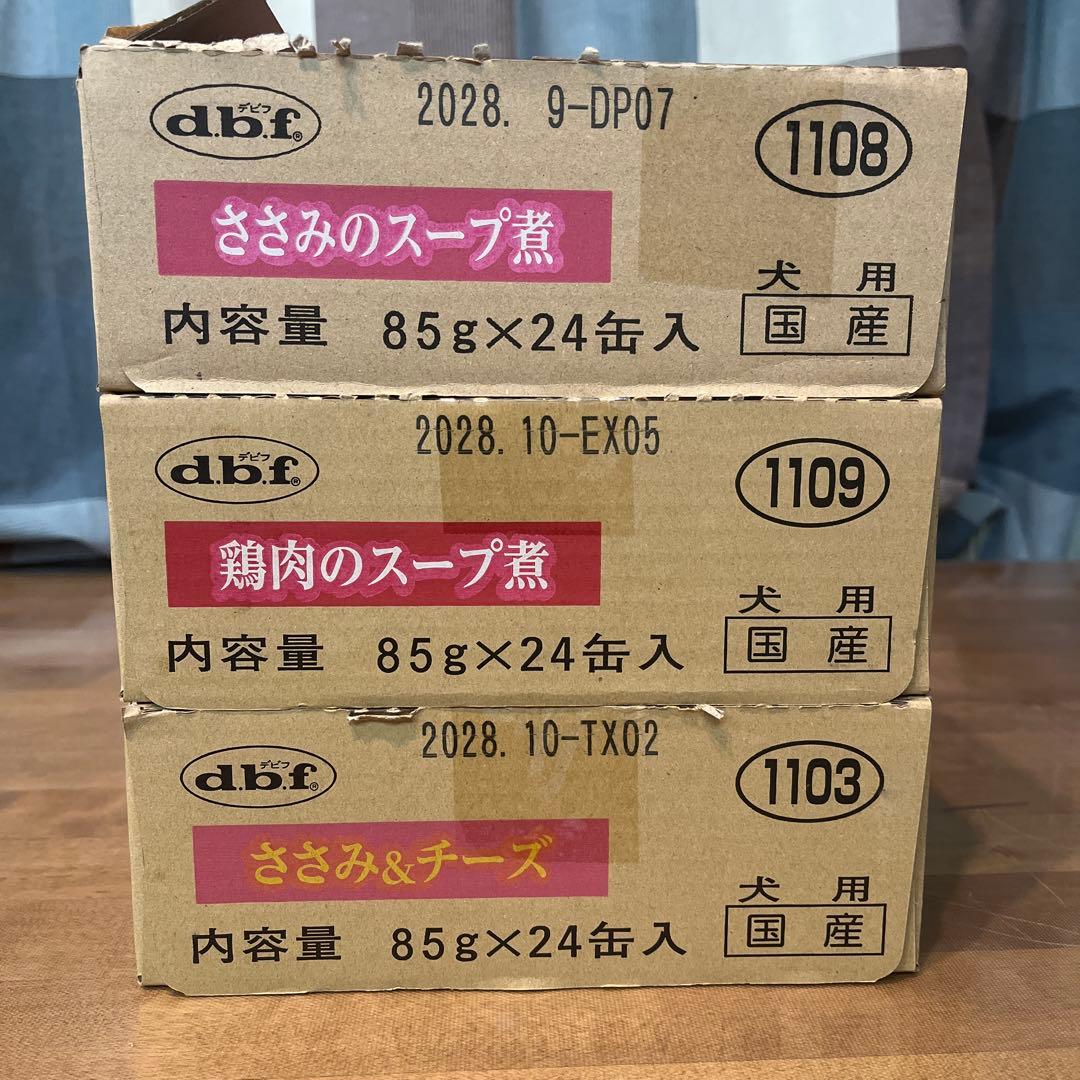 デビフ
d.b.f®
2028. 9-DP07
1108
ささみのスープ煮
犬用
国産
内容量 85g×24缶入
デビフ
d.b.f®
2028.10-EX05
1109
鶏肉のスープ煮
犬用
国産
内容量 85g×24缶入
デビフ
d.b.f®
2028.10-TX02
1103
ささみ&チーズ
犬用
国産
内容量 85g×24缶入